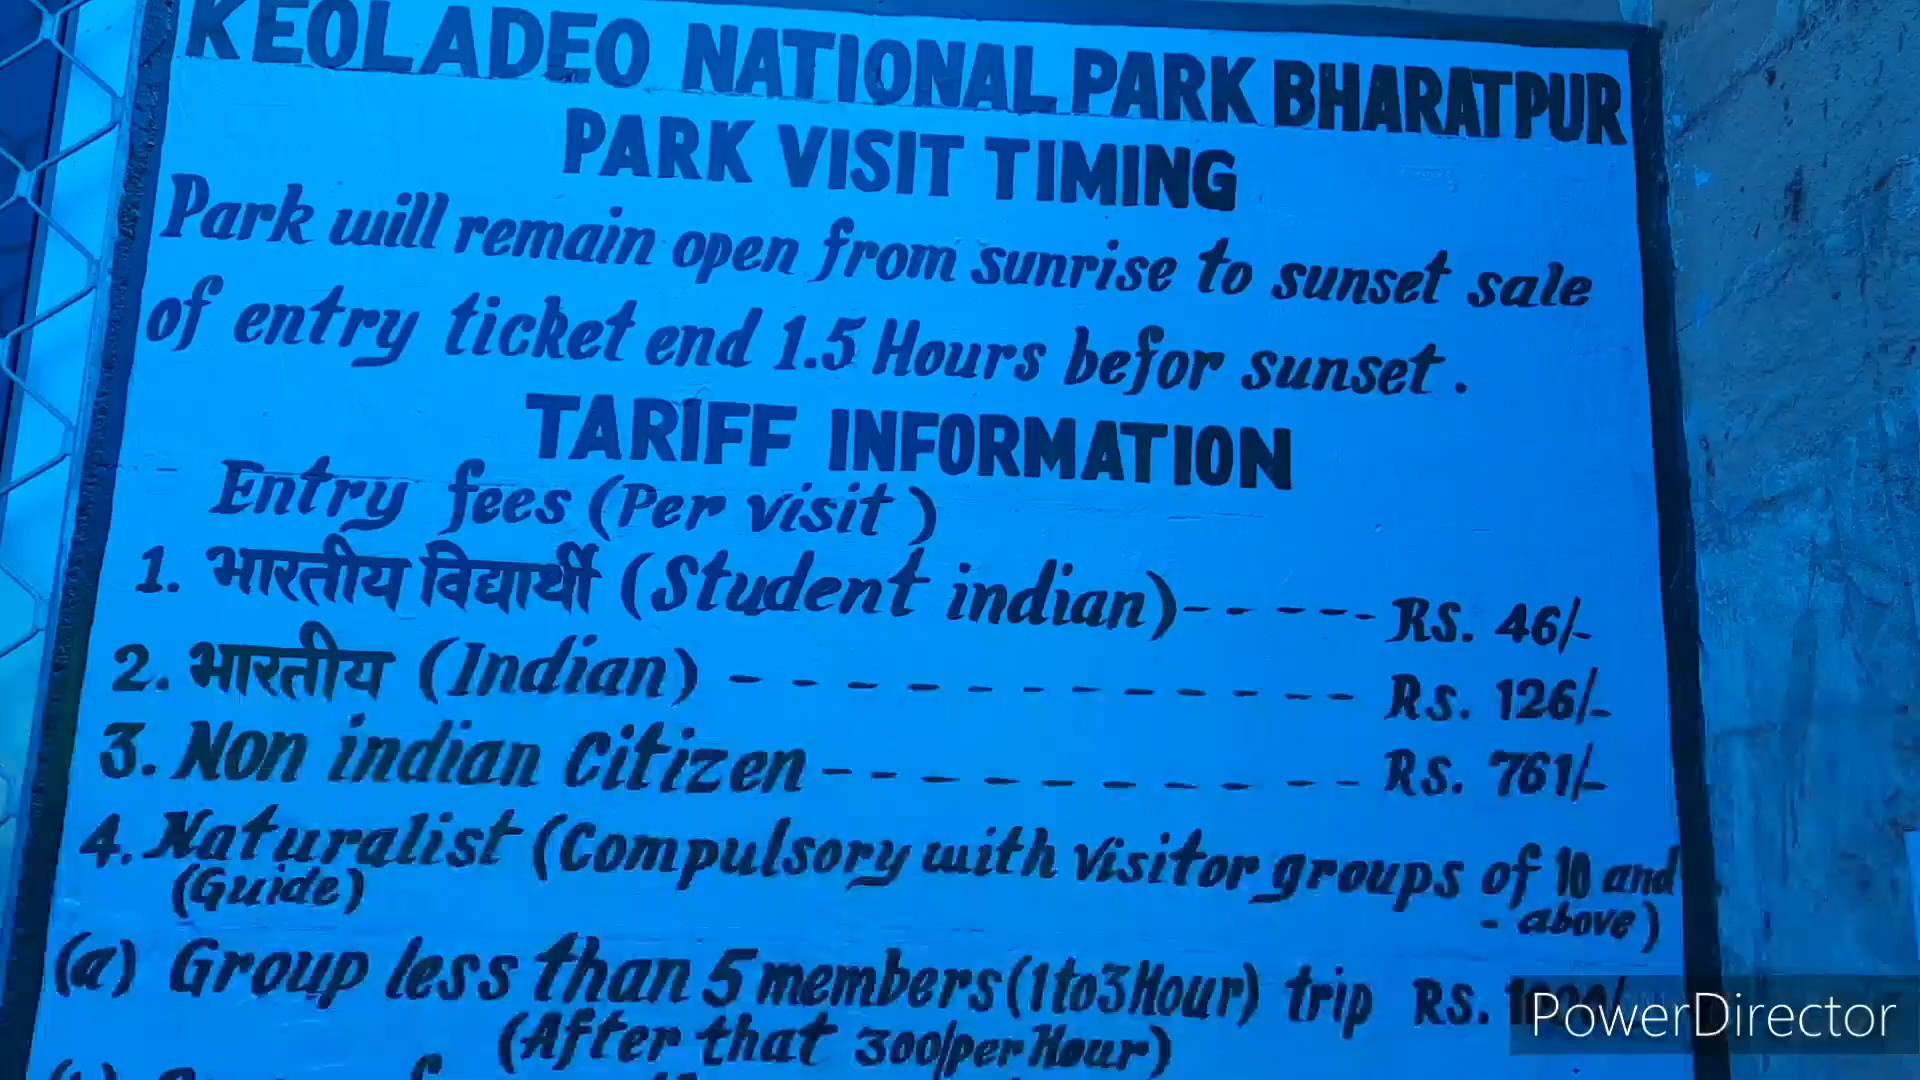 KEOLADEO NATIONAL PARK BHARATPUR
PARK VISIT TIMING
Park will remain open from sunrise to sunset sale
of entry ticket end 1.5 Hours befor sunset.
TARIFF INFORMATION
Entry fees (Per visit)
1. भारतीय विद्यार्थी (Student indian)----- RS. 46/-
2. भारतीय (Indian) ------------ Rs. 126/-
3. Non indian Citizen---------- Rs. 761/-
4. Naturalist (Compulsory with visitor groups of 10 and
(Guide)
- above)
(a) Group less than 5 members (1to3Hour) trip RS.
(After that 300/per Hour)
PowerDirector